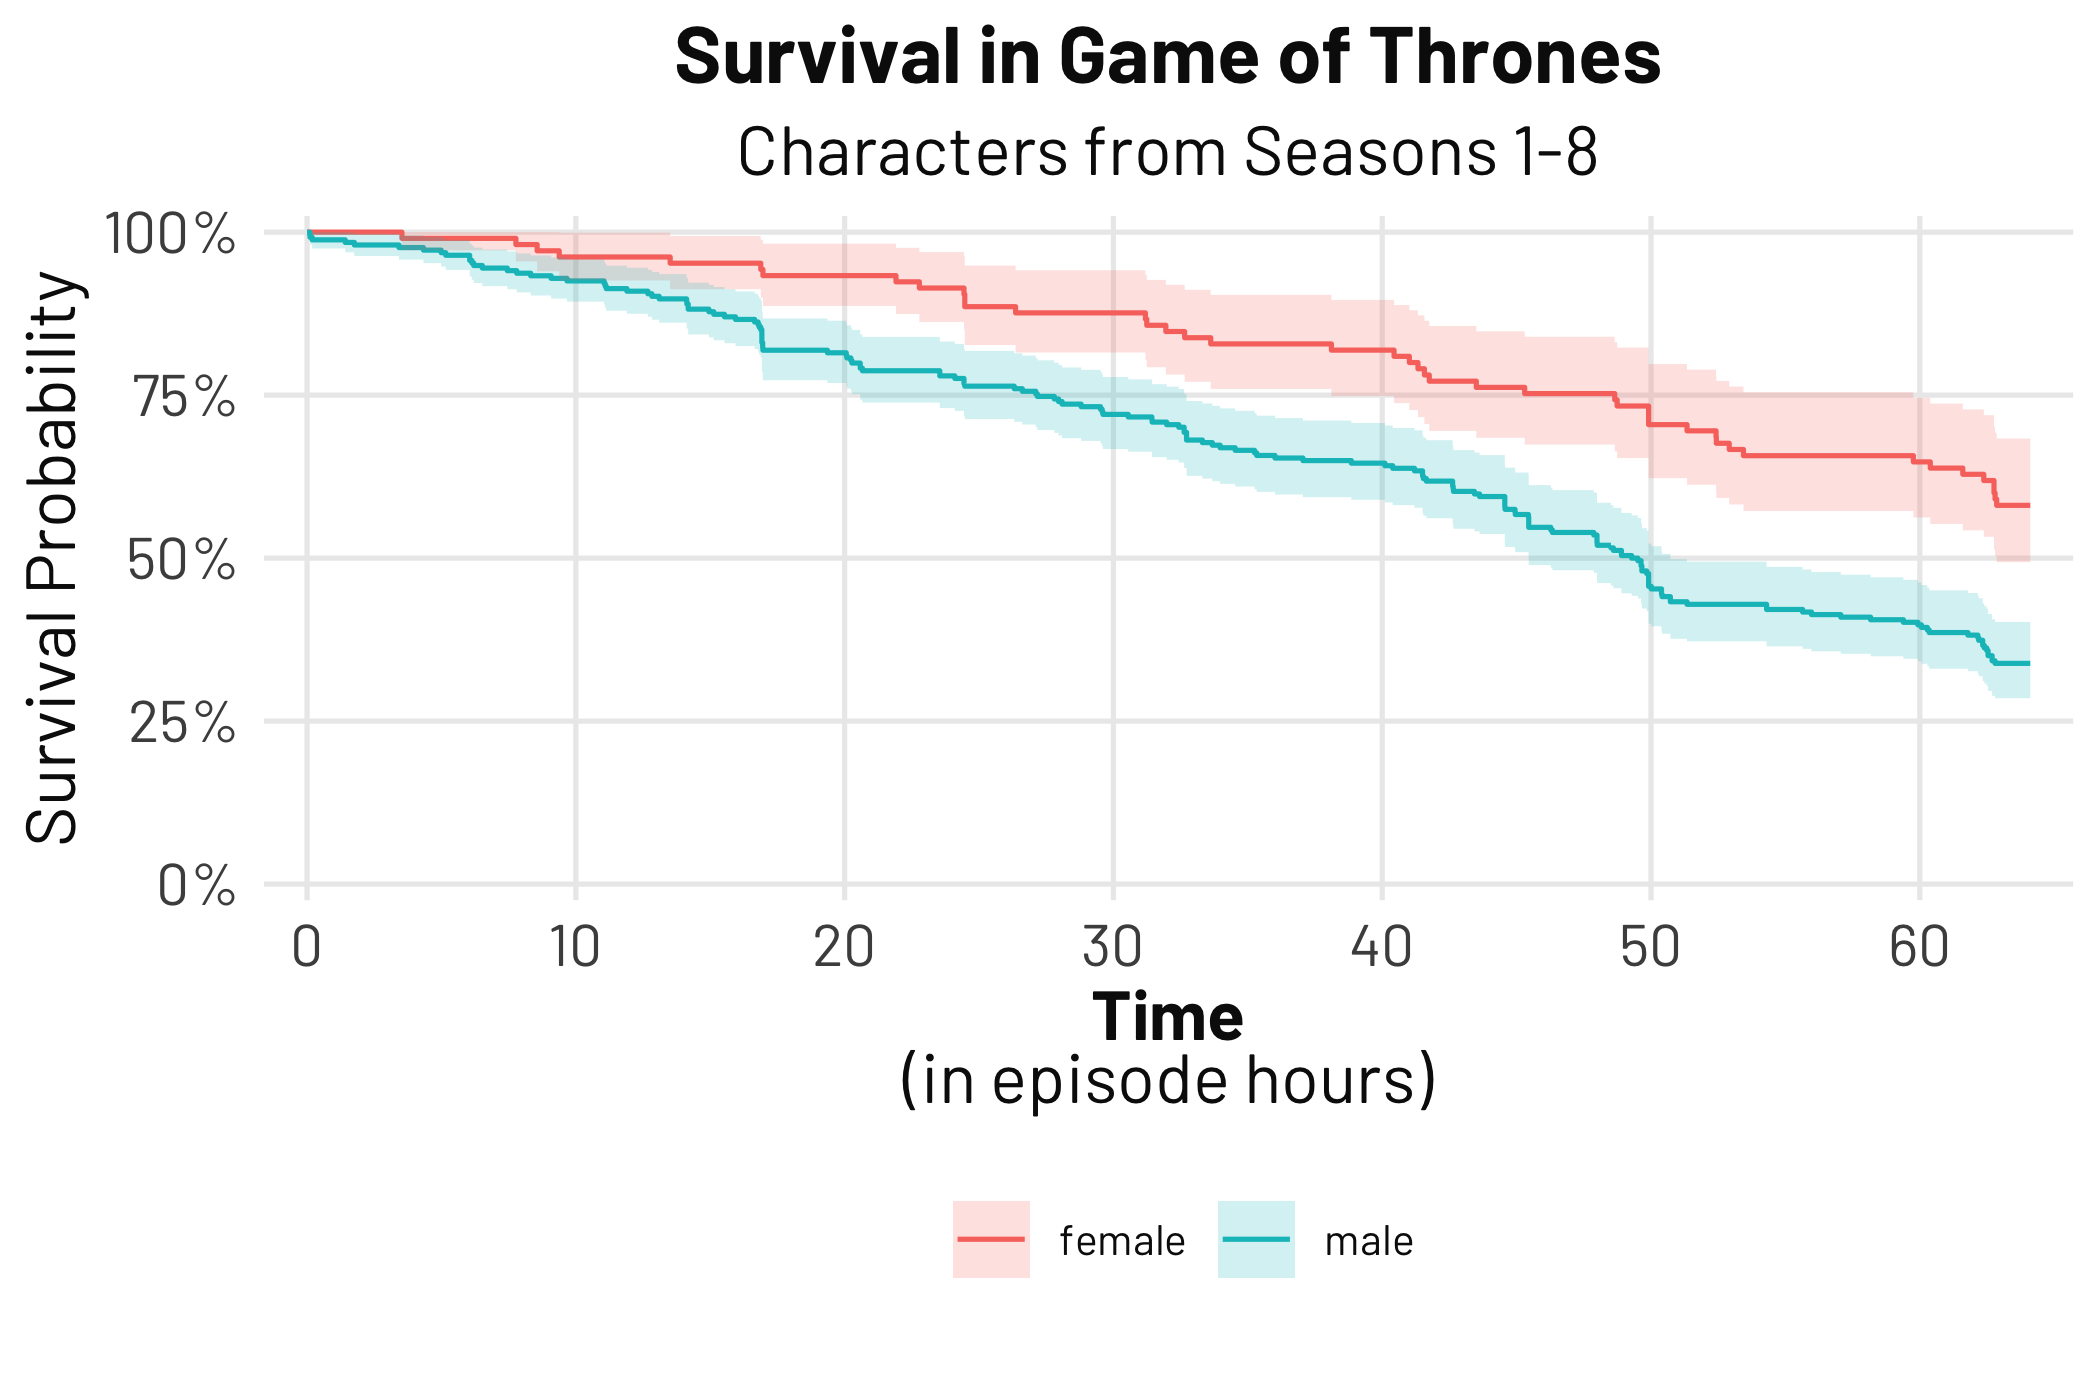 Survival in Game of Thrones
Characters from Seasons 1-8
Survival Probability
100%
75%
50%
25%
0%
0 10 20 30 40 50 60
Time
(in episode hours)
female male